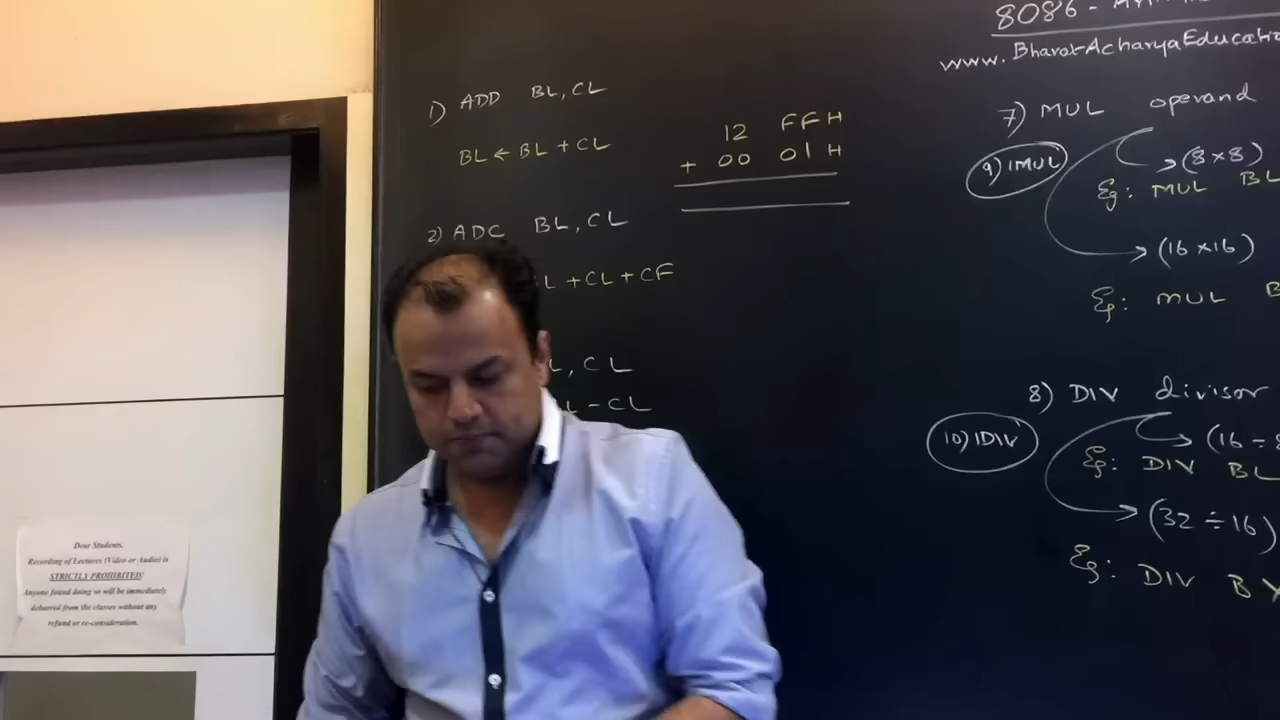 1) ADD BL, CL
BL ← BL + CL
2) ADC BL, CL
L + CL + CF
L, CL
L - CL
12 FFH
+ 00 01H
8086 -
www.BharatAcharyaEducati
7) MUL operand
9) IMUL
(8 × 8)
Eg: MUL BL
(16 × 16)
Eg: MUL B
8) DIV divisor
10) IDIV
(16 ÷ 8
Eg: DIV BL
(32 ÷ 16)
Eg: DIV BX
Dear Students,
Recording of Lectures (Video or Audio) is
STRICTLY PROHIBITED!
Anyone found doing so will be immediately
debarred from the classes without any
refund or re-consideration.